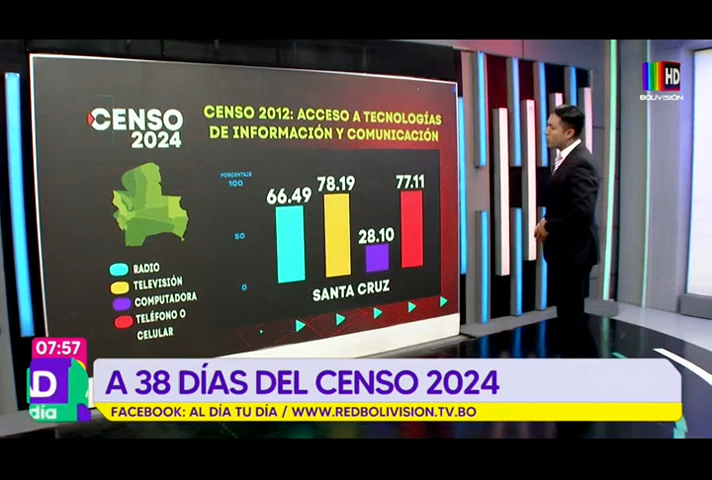 HD
BOLIVISIÓN
CENSO
2024
CENSO 2012: ACCESO A TECNOLOGÍAS
DE INFORMACIÓN Y COMUNICACIÓN
PORCENTAJE
100
50
0
66.49
78.19
28.10
77.11
SANTA CRUZ
RADIO
TELEVISIÓN
COMPUTADORA
TELÉFONO O
CELULAR
07:57
D
día
A 38 DÍAS DEL CENSO 2024
FACEBOOK: AL DÍA TU DÍA / WWW.REDBOLIVISION.TV.BO